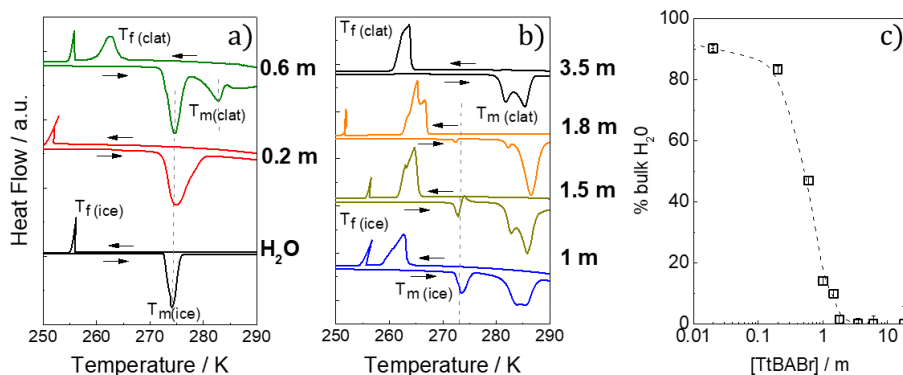 a)
T_f (clat)
0.6 m
T_m(clat)
0.2 m
T_f (ice)
H₂O
T_m(ice)
Heat Flow / a.u.
250 260 270 280 290
Temperature / K
b)
T_f (clat)
3.5 m
T_m (clat)
1.8 m
1.5 m
T_f (ice)
1 m
T_m (ice)
250 260 270 280 290
Temperature / K
c)
100
80
60
40
20
0
% bulk H₂0
0.01 0.1 1 10
[TtBABr] / m